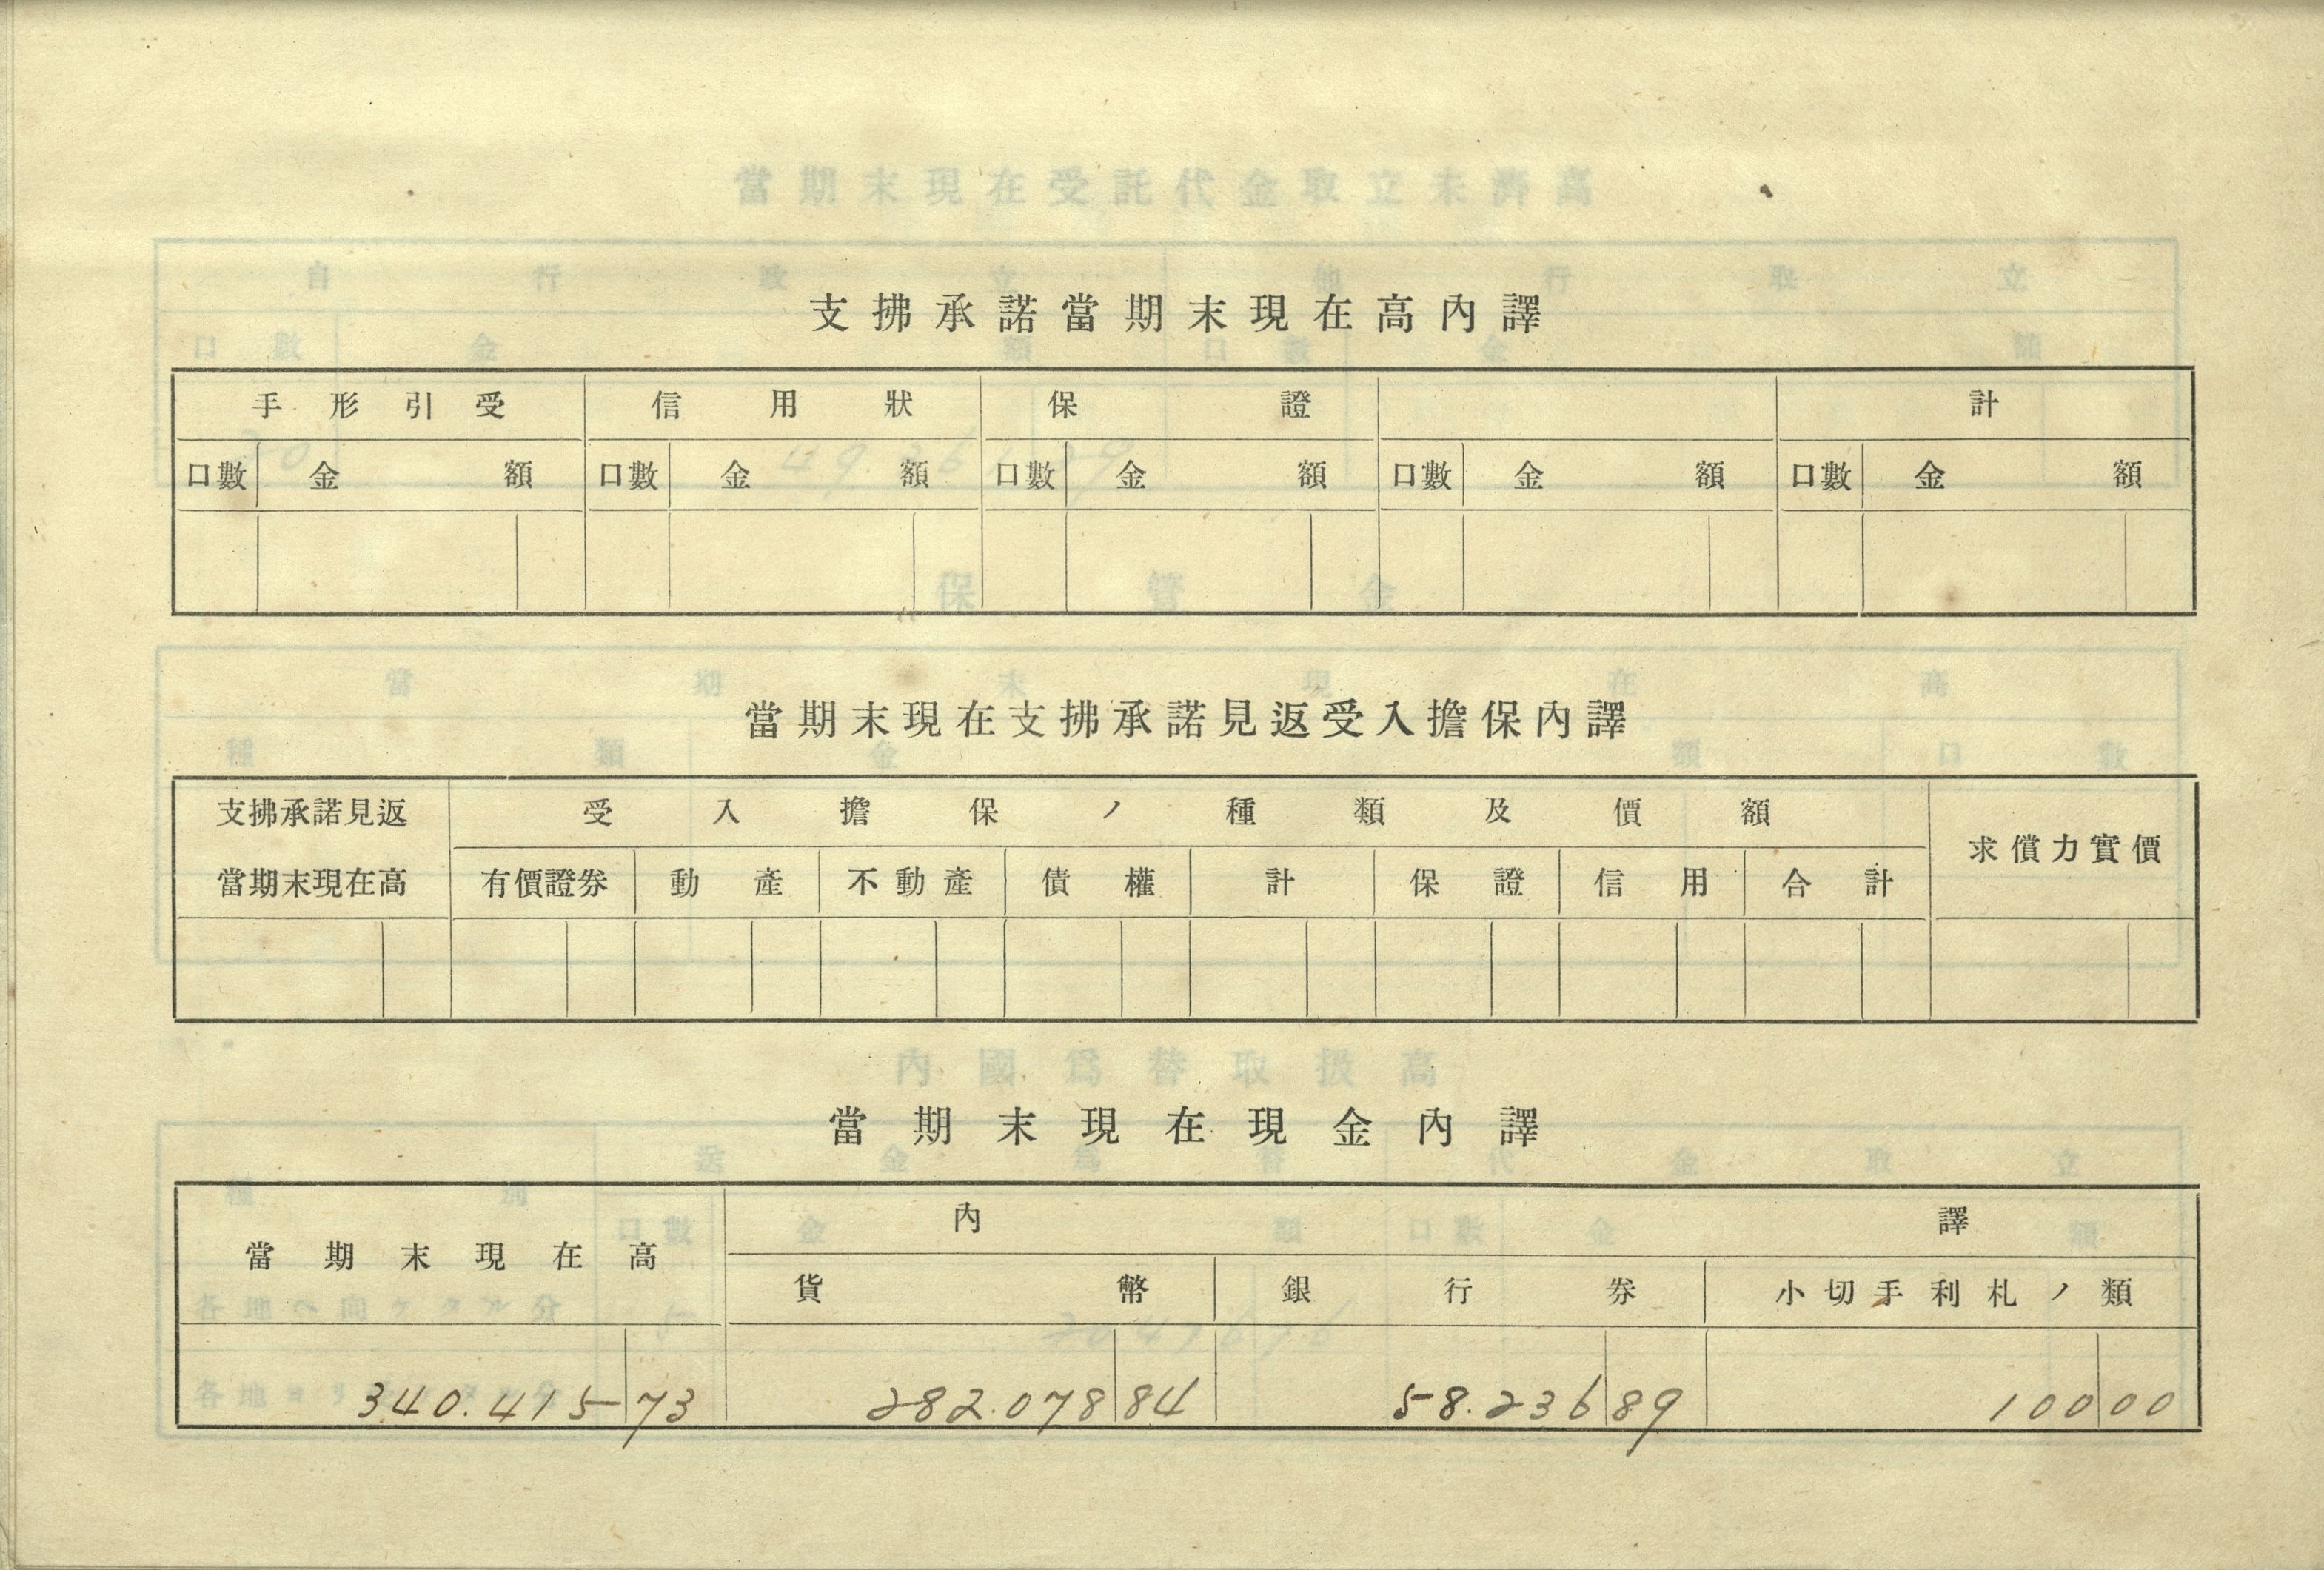 支拂承諾當期末現在高內譯
手形引受 信用狀 保證 計
口數 金額 口數 金額 口數 金額 口數 金額 口數 金額
當期末現在支拂承諾見返受入擔保內譯
支拂承諾見返 受入擔保ノ種類及價額 求償力實價
當期末現在高 有價證券 動產 不動產 債權 計 保證 信用 合計
當期末現在現金內譯
當期末現在高 內譯
貨幣 銀行券 小切手利札ノ類
340.415 73 282.078 84 58.236 89 100 00